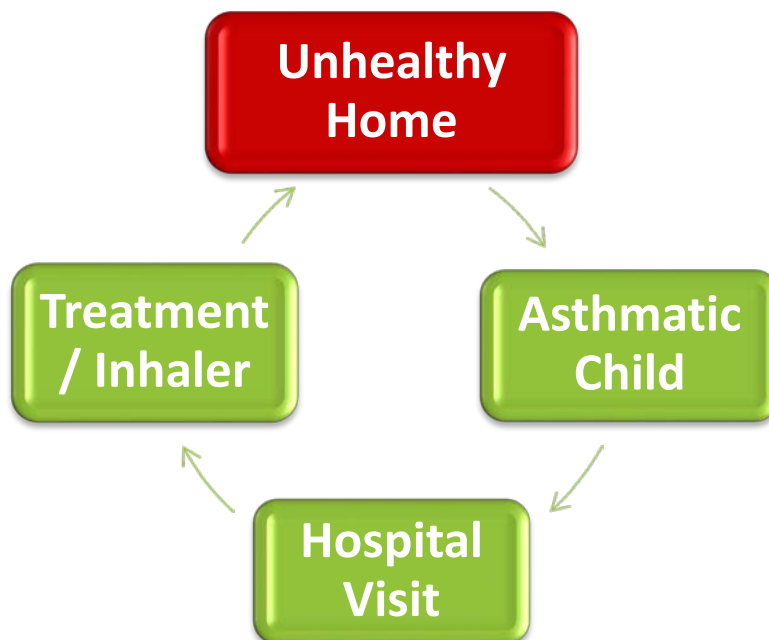 Unhealthy
Home
Treatment
/ Inhaler
Asthmatic
Child
Hospital
Visit